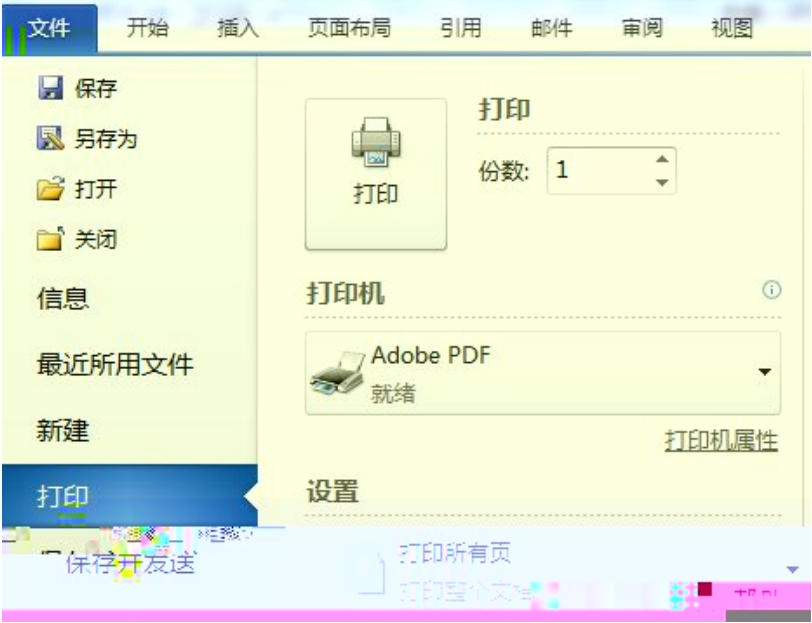 文件 开始 插入 页面布局 引用 邮件 审阅 视图
保存
另存为
打开
关闭
信息
最近所用文件
新建
打印
保存并发送
打印
打印
份数: 1
打印机
Adobe PDF
就绪
打印机属性
设置
打印所有页
打印整个文档